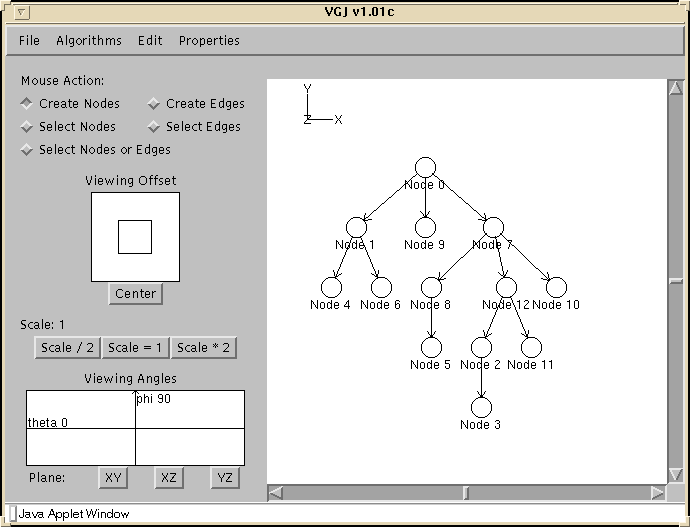 VGJ v1.01c
File Algorithms Edit Properties
Mouse Action:
Create Nodes Create Edges
Select Nodes Select Edges
Select Nodes or Edges
Viewing Offset
Center
Scale: 1
Scale / 2 Scale = 1 Scale * 2
Viewing Angles
phi 90
theta 0
Plane: XY XZ YZ
Y
Z X
Node 0
Node 1 Node 9 Node 7
Node 4 Node 6 Node 8 Node 12 Node 10
Node 5 Node 2 Node 11
Node 3
Java Applet Window